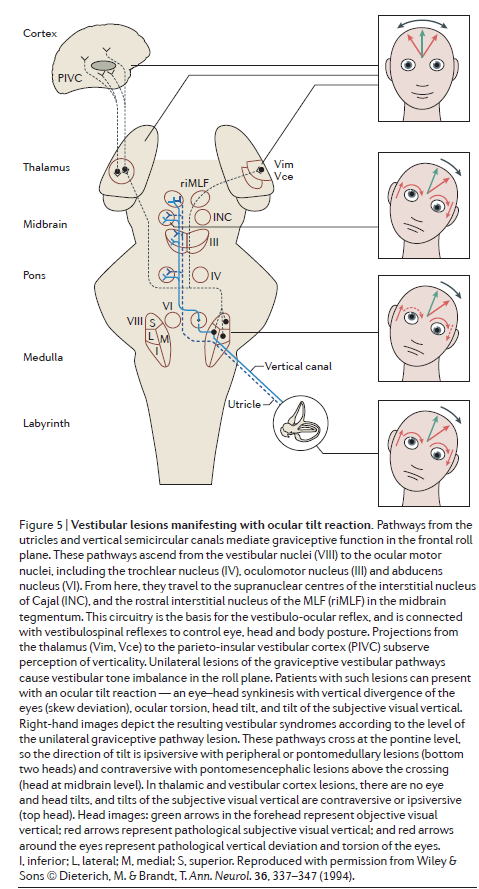 Cortex
PIVC
Thalamus
Vim
Vce
riMLF
Midbrain
INC
III
Pons
IV
VI
VIII
S
L
M
I
Medulla
Vertical canal
Utricle
Labyrinth
Figure 5 | Vestibular lesions manifesting with ocular tilt reaction. Pathways from the
utricles and vertical semicircular canals mediate graviceptive function in the frontal roll
plane. These pathways ascend from the vestibular nuclei (VIII) to the ocular motor
nuclei, including the trochlear nucleus (IV), oculomotor nucleus (III) and abducens
nucleus (VI). From here, they travel to the supranuclear centres of the interstitial nucleus
of Cajal (INC), and the rostral interstitial nucleus of the MLF (riMLF) in the midbrain
tegmentum. This circuitry is the basis for the vestibulo-ocular reflex, and is connected
with vestibulospinal reflexes to control eye, head and body posture. Projections from
the thalamus (Vim, Vce) to the parieto-insular vestibular cortex (PIVC) subserve
perception of verticality. Unilateral lesions of the graviceptive vestibular pathways
cause vestibular tone imbalance in the roll plane. Patients with such lesions can present
with an ocular tilt reaction — an eye–head synkinesis with vertical divergence of the
eyes (skew deviation), ocular torsion, head tilt, and tilt of the subjective visual vertical.
Right-hand images depict the resulting vestibular syndromes according to the level of
the unilateral graviceptive pathway lesion. These pathways cross at the pontine level,
so the direction of tilt is ipsiversive with peripheral or pontomedullary lesions (bottom
two heads) and contraversive with pontomesencephalic lesions above the crossing
(head at midbrain level). In thalamic and vestibular cortex lesions, there are no eye
and head tilts, and tilts of the subjective visual vertical are contraversive or ipsiversive
(top head). Head images: green arrows in the forehead represent objective visual
vertical; red arrows represent pathological subjective visual vertical; and red arrows
around the eyes represent pathological vertical deviation and torsion of the eyes.
I, inferior; L, lateral; M, medial; S, superior. Reproduced with permission from Wiley &
Sons © Dieterich, M. & Brandt, T. Ann. Neurol. 36, 337–347 (1994).